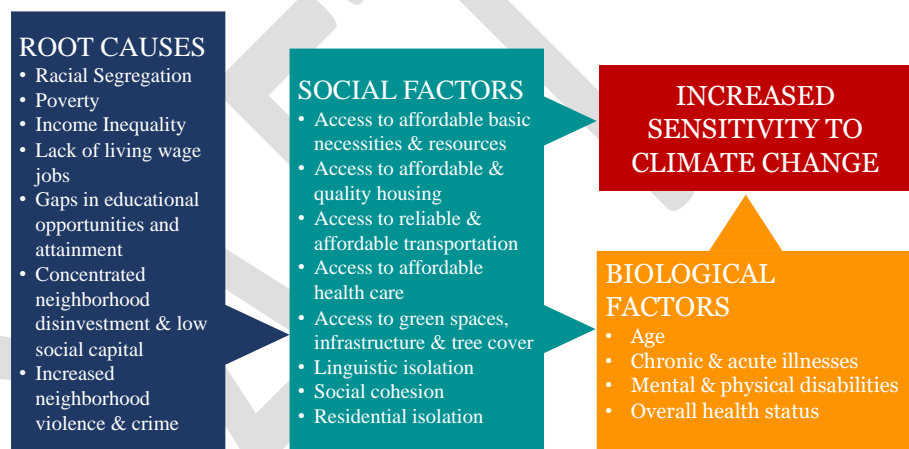 ROOT CAUSES
• Racial Segregation
• Poverty
• Income Inequality
• Lack of living wage
jobs
• Gaps in educational
opportunities and
attainment
• Concentrated
neighborhood
disinvestment & low
social capital
• Increased
neighborhood
violence & crime
SOCIAL FACTORS
• Access to affordable basic
necessities & resources
• Access to affordable &
quality housing
• Access to reliable &
affordable transportation
• Access to affordable
health care
• Access to green spaces,
infrastructure & tree cover
• Linguistic isolation
• Social cohesion
• Residential isolation
INCREASED
SENSITIVITY TO
CLIMATE CHANGE
BIOLOGICAL
FACTORS
• Age
• Chronic & acute illnesses
• Mental & physical disabilities
• Overall health status